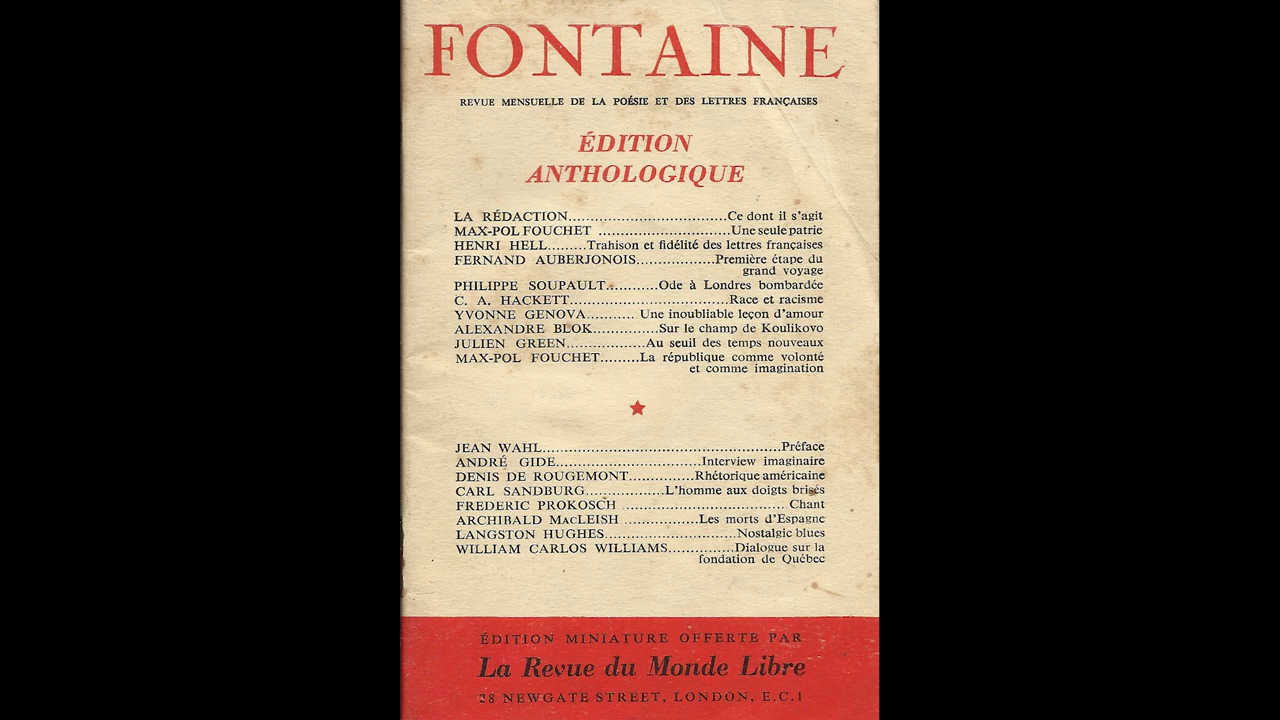 FONTAINE
REVUE MENSUELLE DE LA POÉSIE ET DES LETTRES FRANÇAISES
ÉDITION
ANTHOLOGIQUE
LA RÉDACTION....................................Ce dont il s'agit
MAX-POL FOUCHET ..............................Une seule patrie
HENRI HELL.........Trahison et fidélité des lettres françaises
FERNAND AUBERJONOIS..................Première étape du
grand voyage
PHILIPPE SOUPAULT............Ode à Londres bombardée
C. A. HACKETT....................................Race et racisme
YVONNE GENOVA........... Une inoubliable leçon d'amour
ALEXANDRE BLOK...............Sur le champ de Koulikovo
JULIEN GREEN..................Au seuil des temps nouveaux
MAX-POL FOUCHET.........La république comme volonté
et comme imagination
JEAN WAHL......................................................Préface
ANDRÉ GIDE.................................Interview imaginaire
DENIS DE ROUGEMONT...............Rhétorique américaine
CARL SANDBURG..................L'homme aux doigts brisés
FREDERIC PROKOSCH ..................................... Chant
ARCHIBALD MacLEISH .................Les morts d'Espagne
LANGSTON HUGHES..............................Nostalgic blues
WILLIAM CARLOS WILLIAMS...............Dialogue sur la
fondation de Québec
ÉDITION MINIATURE OFFERTE PAR
La Revue du Monde Libre
28 NEWGATE STREET, LONDON, E.C.1